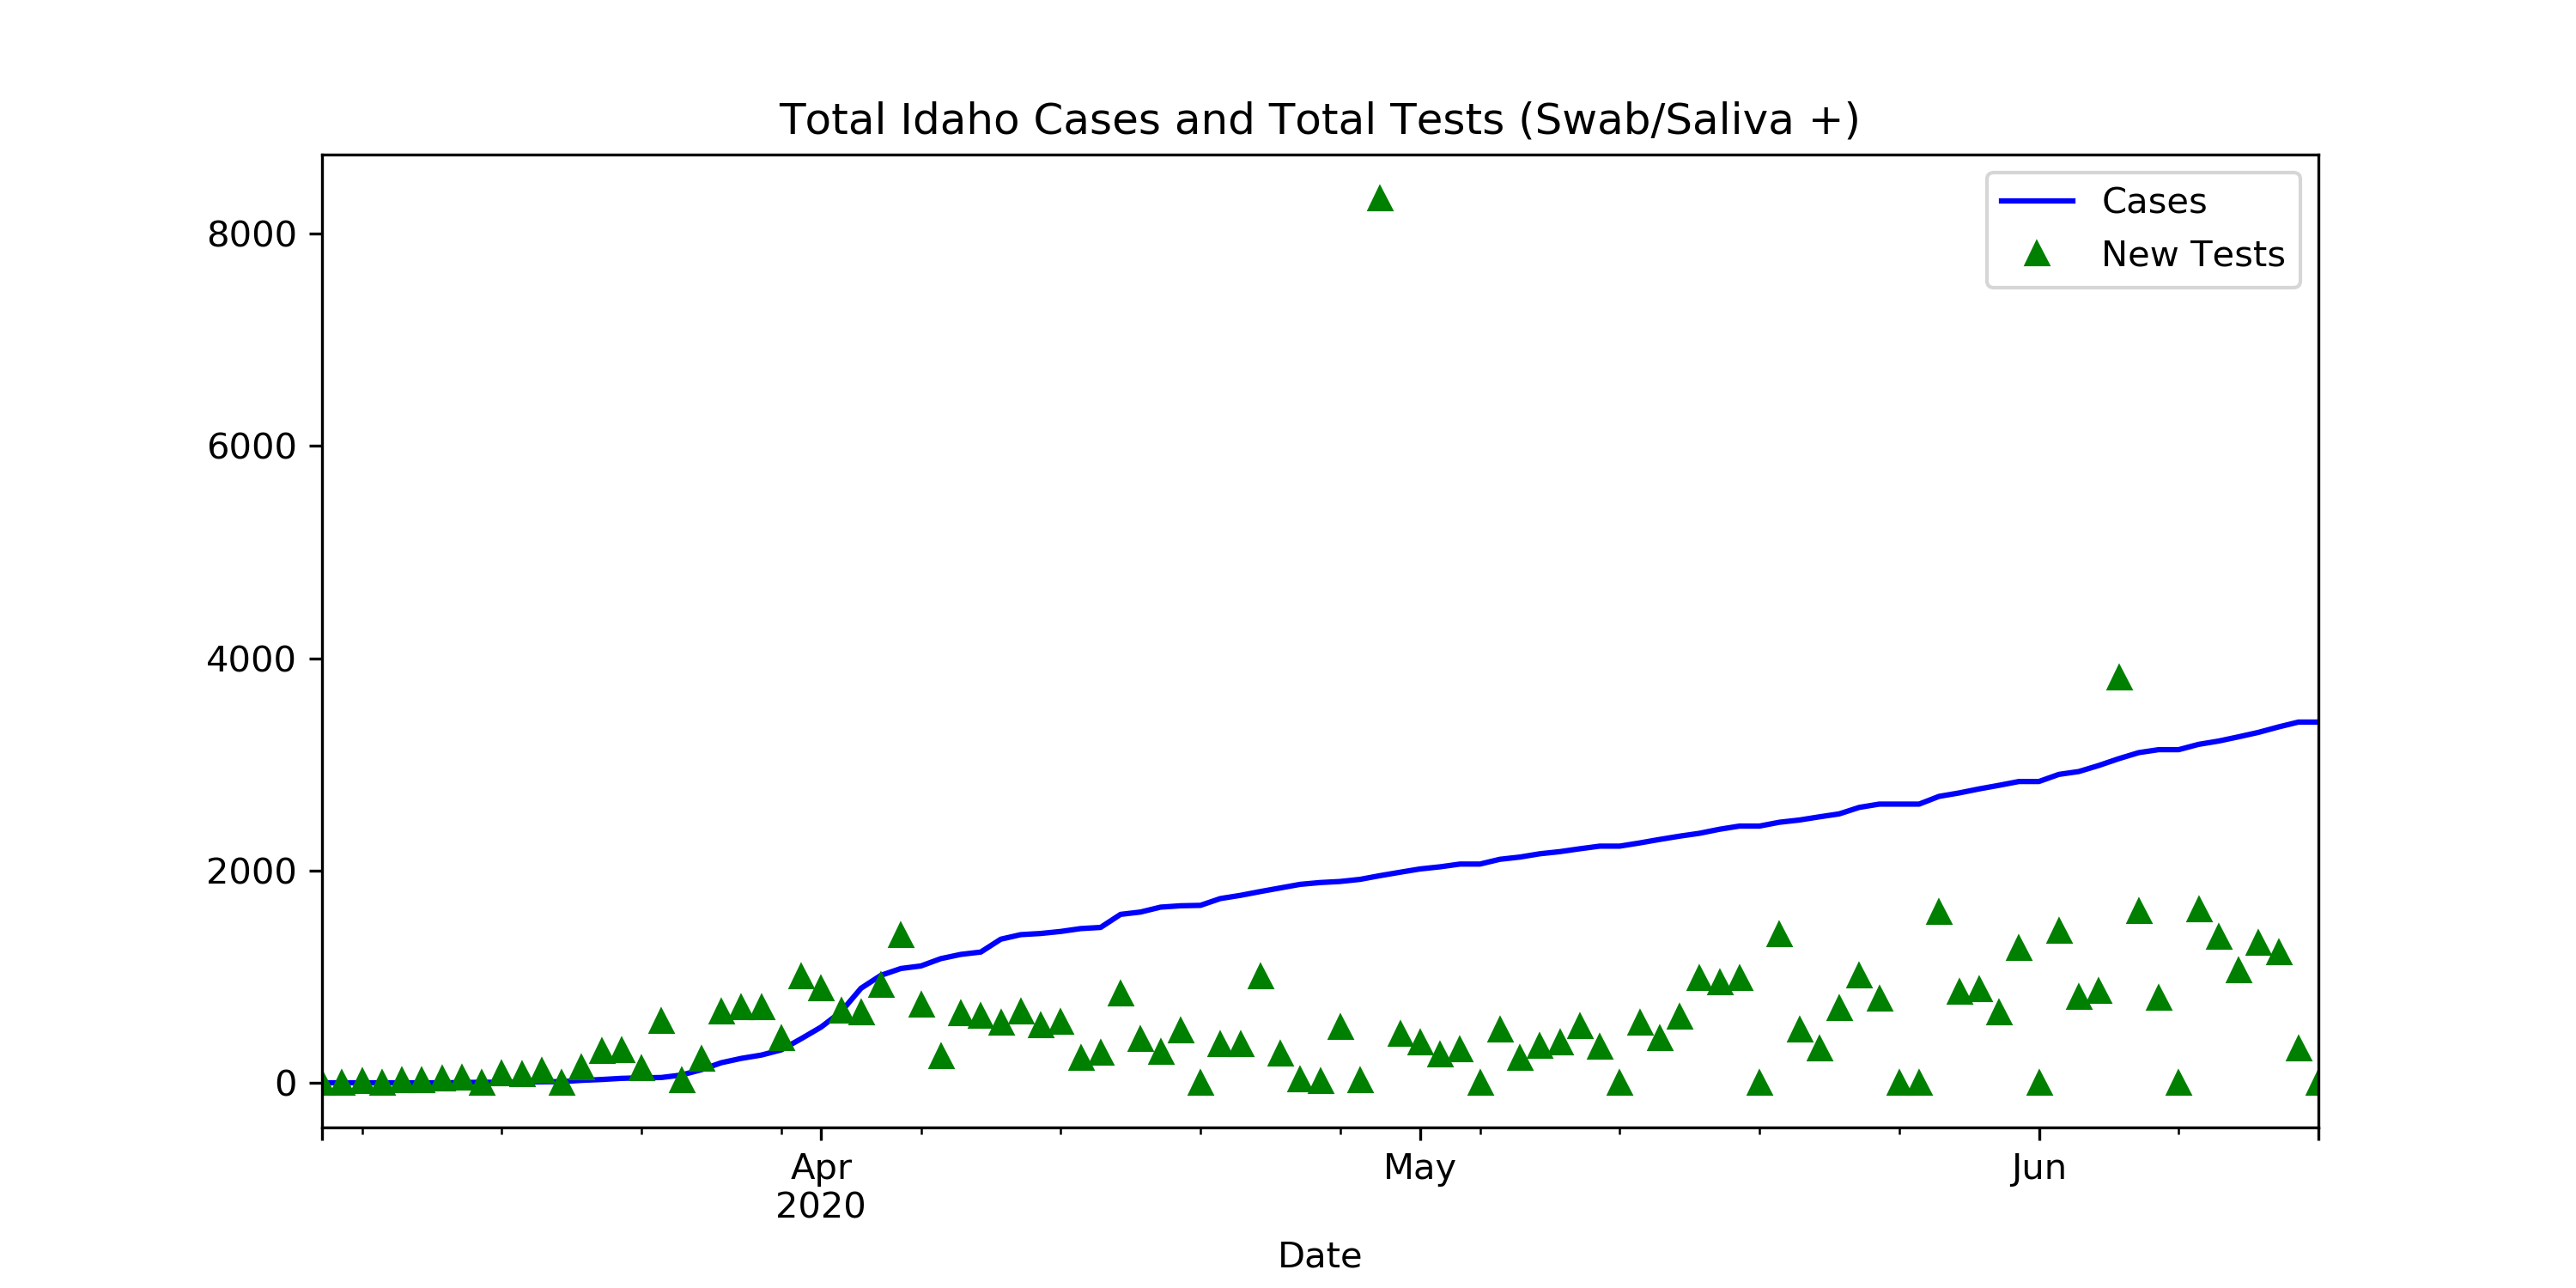 Total Idaho Cases and Total Tests (Swab/Saliva +)
Cases
New Tests
8000
6000
4000
2000
0
Apr
2020
May
Jun
Date